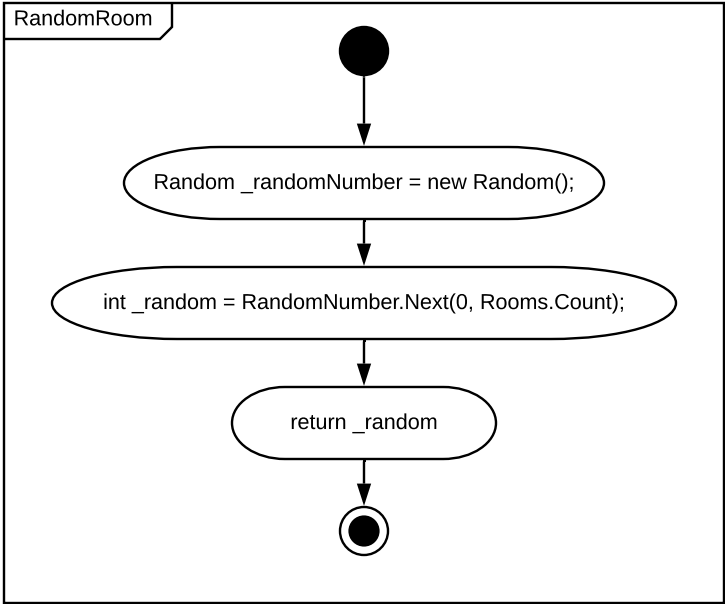 RandomRoom
Random _randomNumber = new Random();
int _random = RandomNumber.Next(0, Rooms.Count);
return _random